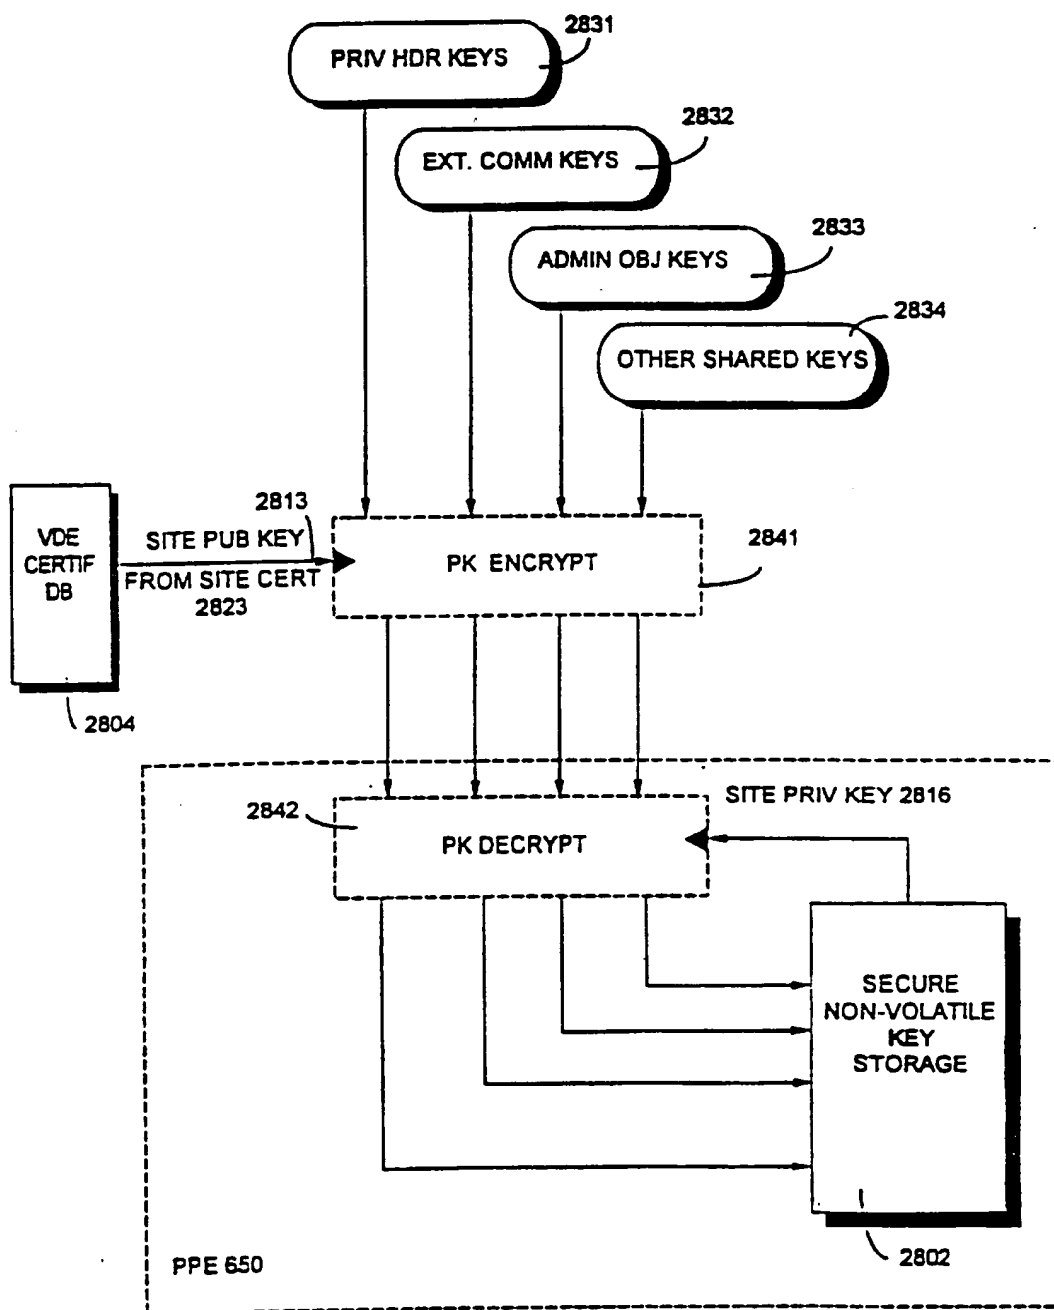 2831
PRIV HDR KEYS
2832
EXT. COMM KEYS
2833
ADMIN OBJ KEYS
2834
OTHER SHARED KEYS
2813
VDE
CERTIF
DB
SITE PUB KEY
FROM SITE CERT
2823
PK ENCRYPT
2841
2804
2842
PK DECRYPT
SITE PRIV KEY 2816
SECURE
NON-VOLATILE
KEY
STORAGE
2802
PPE 650